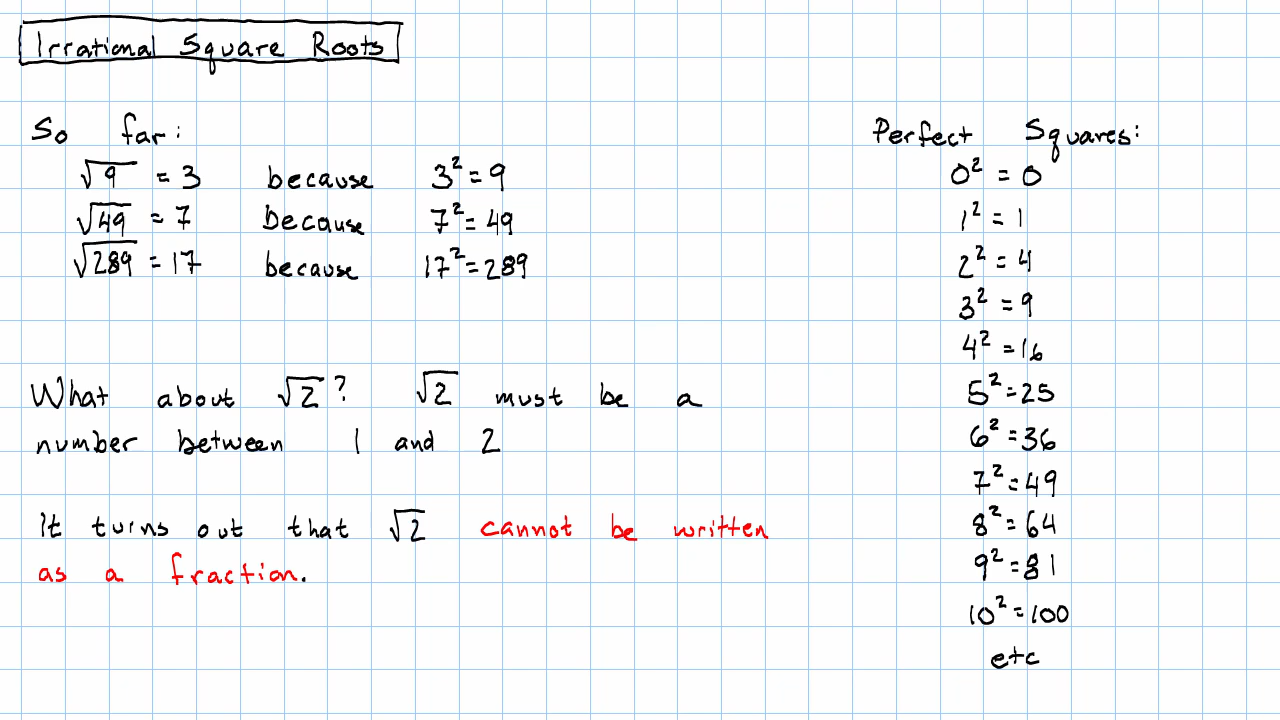 Irrational Square Roots
So far:
√9 = 3 because 3² = 9
√49 = 7 because 7² = 49
√289 = 17 because 17² = 289
What about √2? √2 must be a
number between 1 and 2
It turns out that √2 cannot be written
as a fraction.
Perfect Squares:
0² = 0
1² = 1
2² = 4
3² = 9
4² = 16
5² = 25
6² = 36
7² = 49
8² = 64
9² = 81
10² = 100
etc